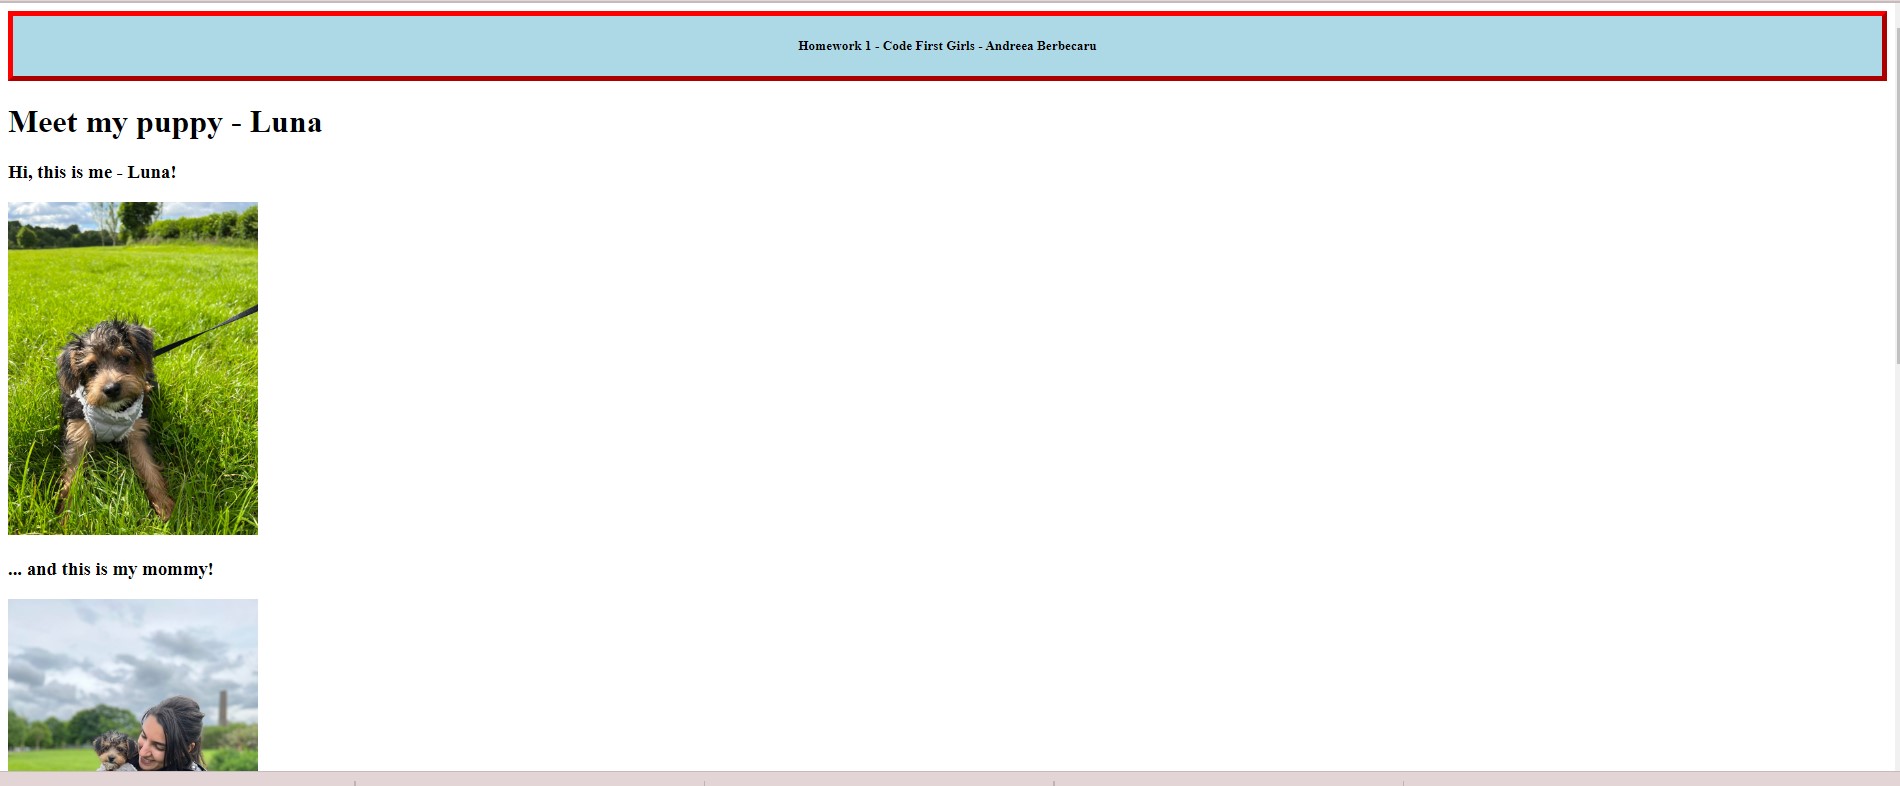 Homework 1 - Code First Girls - Andreea Berbecaru
Meet my puppy - Luna
Hi, this is me - Luna!
... and this is my mommy!